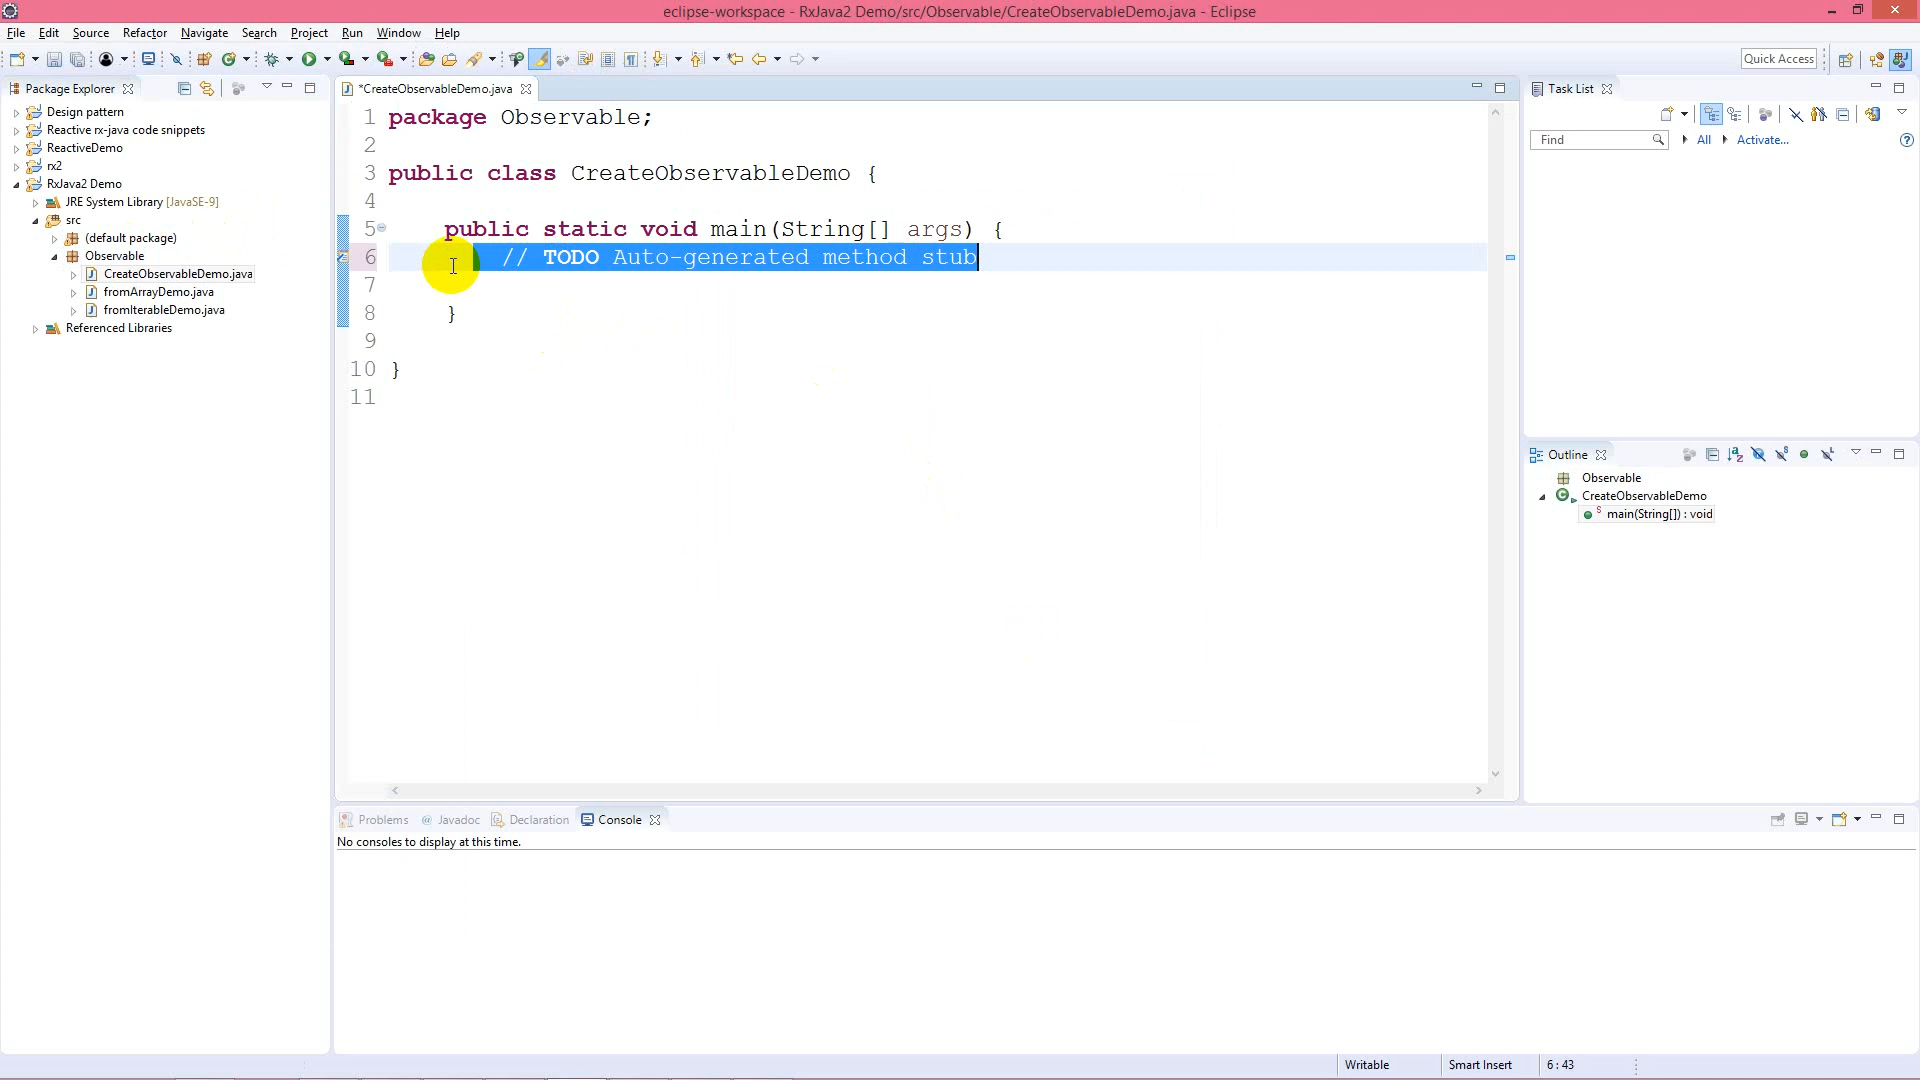 eclipse-workspace - RxJava2 Demo/src/Observable/CreateObservableDemo.java - Eclipse
File Edit Source Refactor Navigate Search Project Run Window Help
Quick Access
Package Explorer
Design pattern
Reactive rx-java code snippets
ReactiveDemo
rx2
RxJava2 Demo
JRE System Library [JavaSE-9]
src
(default package)
Observable
CreateObservableDemo.java
fromArrayDemo.java
fromIterableDemo.java
Referenced Libraries
*CreateObservableDemo.java
1 package Observable;
2
3 public class CreateObservableDemo {
4
5 public static void main(String[] args) {
6 // TODO Auto-generated method stub
7
8 }
9
10 }
11
Task List
Find
All
Activate...
Outline
Observable
CreateObservableDemo
main(String[]) : void
Problems @ Javadoc Declaration Console
No consoles to display at this time.
Writable Smart Insert 6 : 43